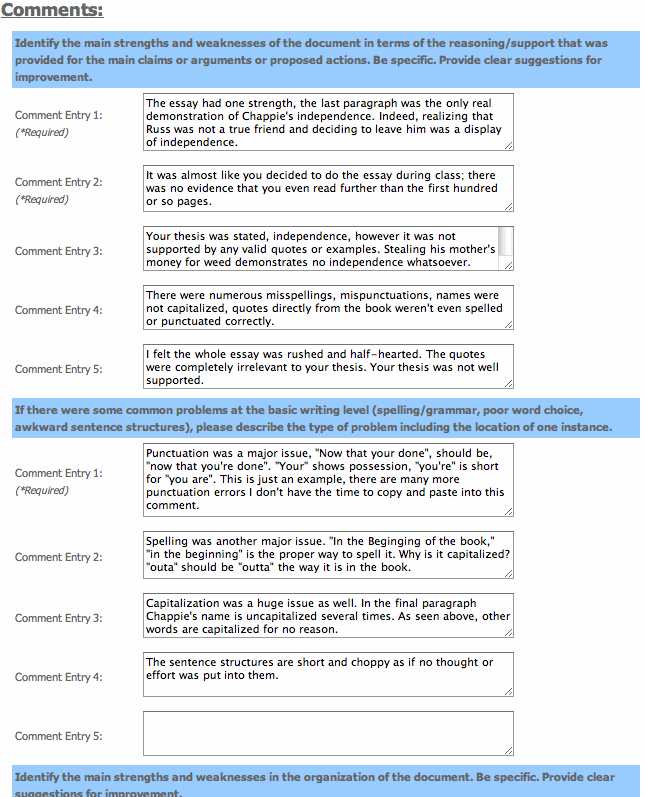 Comments:
Identify the main strengths and weaknesses of the document in terms of the reasoning/support that was
provided for the main claims or arguments or proposed actions. Be specific. Provide clear suggestions for
improvement.
Comment Entry 1:
(*Required)
The essay had one strength, the last paragraph was the only real
demonstration of Chappie's independence. Indeed, realizing that
Russ was not a true friend and deciding to leave him was a display
of independence.
Comment Entry 2:
(*Required)
It was almost like you decided to do the essay during class; there
was no evidence that you even read further than the first hundred
or so pages.
Comment Entry 3:
Your thesis was stated, independence, however it was not
supported by any valid quotes or examples. Stealing his mother's
money for weed demonstrates no independence whatsoever.
Comment Entry 4:
There were numerous misspellings, mispunctuations, names were
not capitalized, quotes directly from the book weren't even spelled
or punctuated correctly.
Comment Entry 5:
I felt the whole essay was rushed and half-hearted. The quotes
were completely irrelevant to your thesis. Your thesis was not well
supported.
If there were some common problems at the basic writing level (spelling/grammar, poor word choice,
awkward sentence structures), please describe the type of problem including the location of one instance.
Comment Entry 1:
(*Required)
Punctuation was a major issue, "Now that your done", should be,
"now that you're done". "Your" shows possession, "you're" is short
for "you are". This is just an example, there are many more
punctuation errors I don't have the time to copy and paste into this
comment.
Comment Entry 2:
Spelling was another major issue. "In the Beginging of the book,"
"in the beginning" is the proper way to spell it. Why is it capitalized?
"outa" should be "outta" the way it is in the book.
Comment Entry 3:
Capitalization was a huge issue as well. In the final paragraph
Chappie's name is uncapitalized several times. As seen above, other
words are capitalized for no reason.
Comment Entry 4:
The sentence structures are short and choppy as if no thought or
effort was put into them.
Comment Entry 5:
Identify the main strengths and weaknesses in the organization of the document. Be specific. Provide clear
suggestions for improvement.